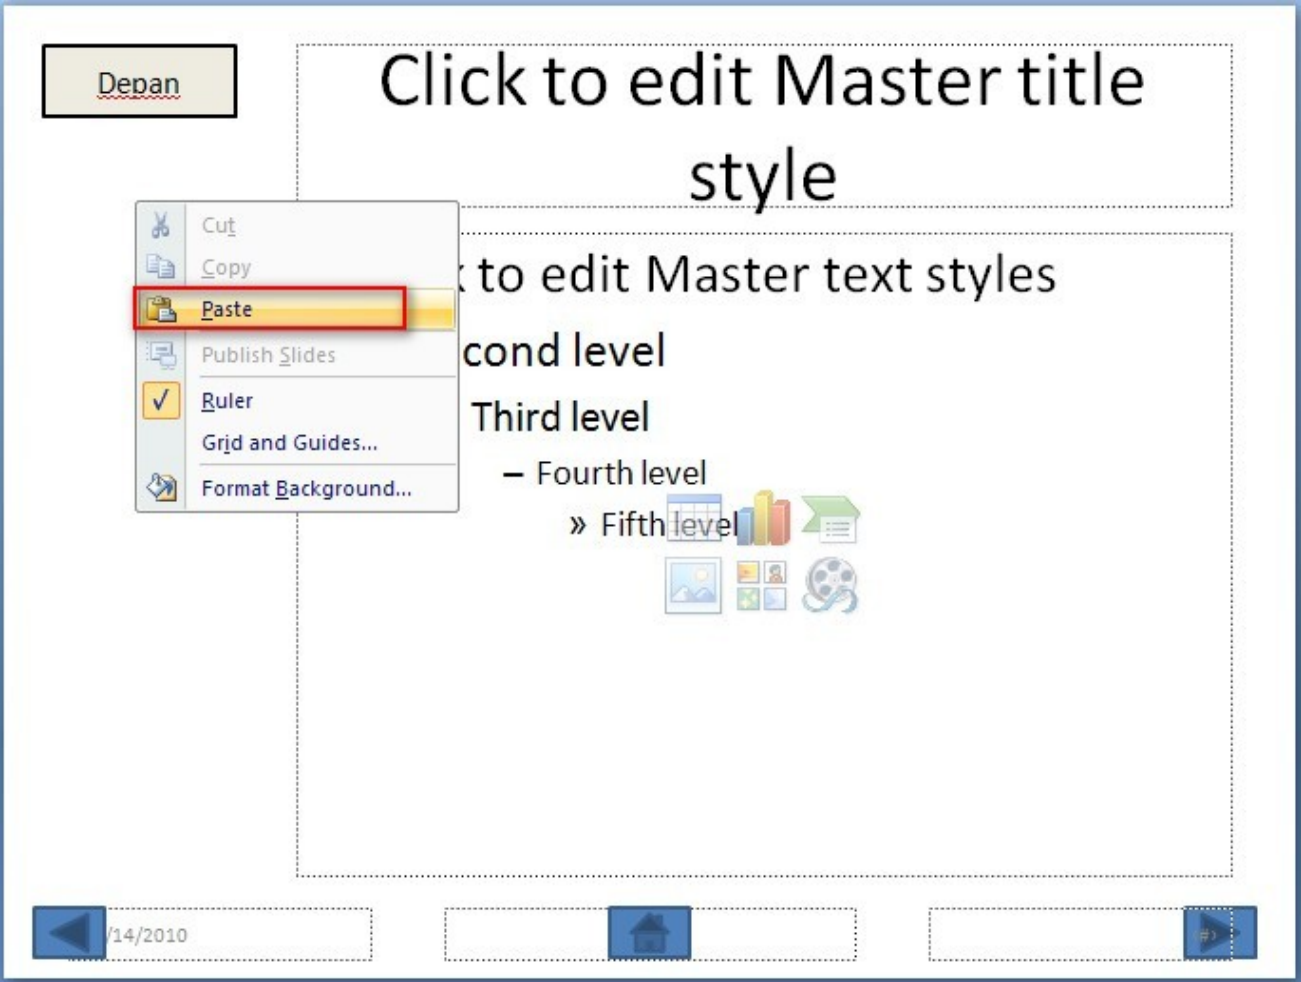 Depan
Click to edit Master title
style
Cut
Copy
Paste
Publish Slides
Ruler
Grid and Guides...
Format Background...
to edit Master text styles
cond level
Third level
– Fourth level
» Fifth level
/14/2010
‹#›